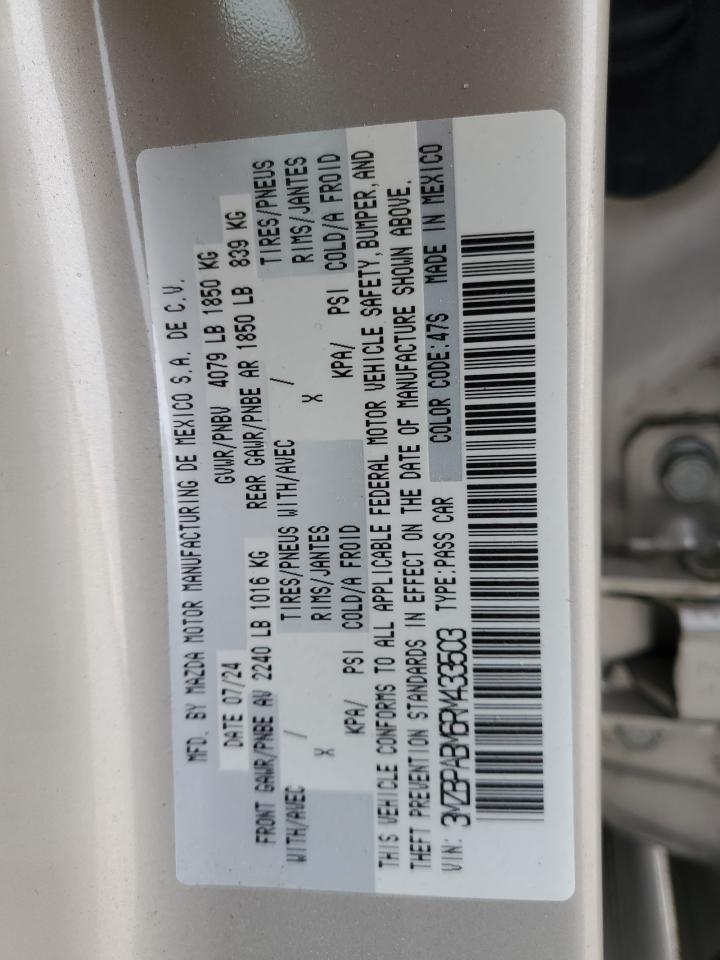 MFD. BY MAZDA MOTOR MANUFACTURING DE MEXICO S.A. DE C.V.
DATE 07/24 GVWR/PNBV 4079 LB 1850 KG
FRONT GAWR/PNBE AV 2240 LB 1016 KG REAR GAWR/PNBE AR 1850 LB 839 KG
WITH/AVEC / TIRES/PNEUS WITH/AVEC / TIRES/PNEUS
X RIMS/JANTES X RIMS/JANTES
KPA/ PSI COLD/A FROID KPA/ PSI COLD/A FROID
THIS VEHICLE CONFORMS TO ALL APPLICABLE FEDERAL MOTOR VEHICLE SAFETY, BUMPER, AND
THEFT PREVENTION STANDARDS IN EFFECT ON THE DATE OF MANUFACTURE SHOWN ABOVE.
VIN: 3MZBPABM6RM433503 TYPE:PASS CAR COLOR CODE:47S MADE IN MEXICO